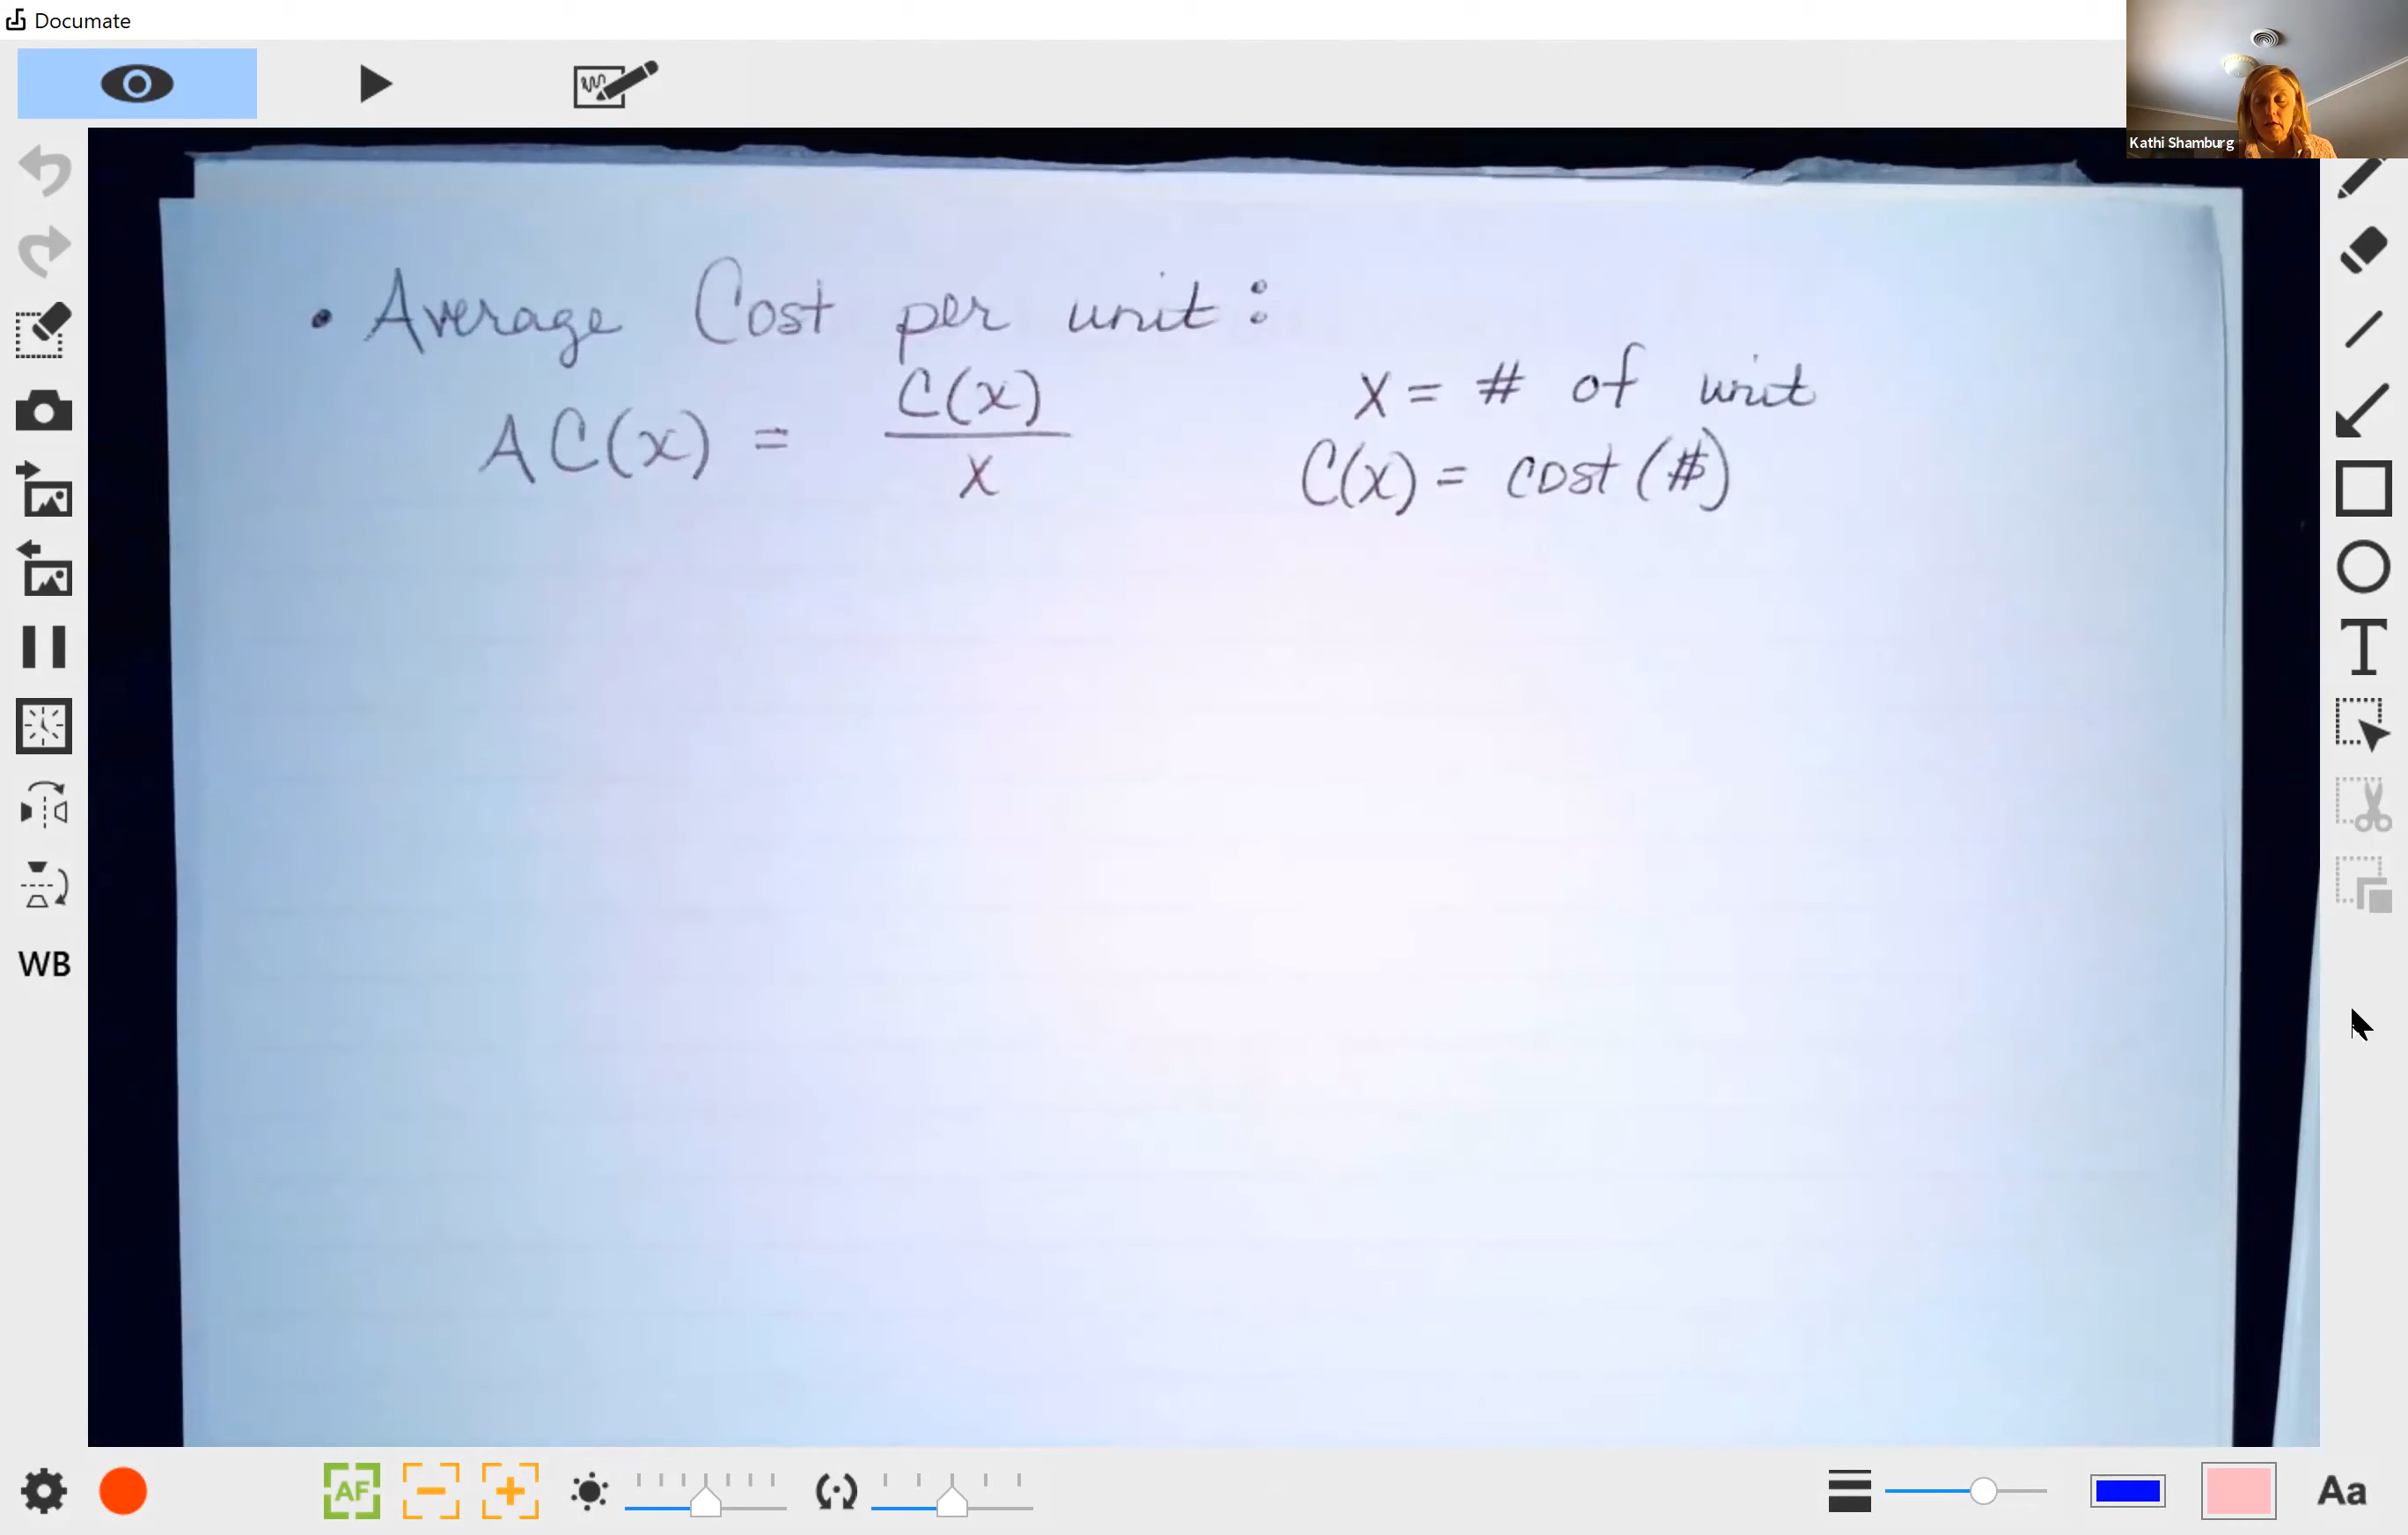 Documate
Kathi Shamburg
• Average Cost per unit:
AC(x) = C(x)/x
x = # of unit
C(x) = cost ($)
WB
T
AF
Aa